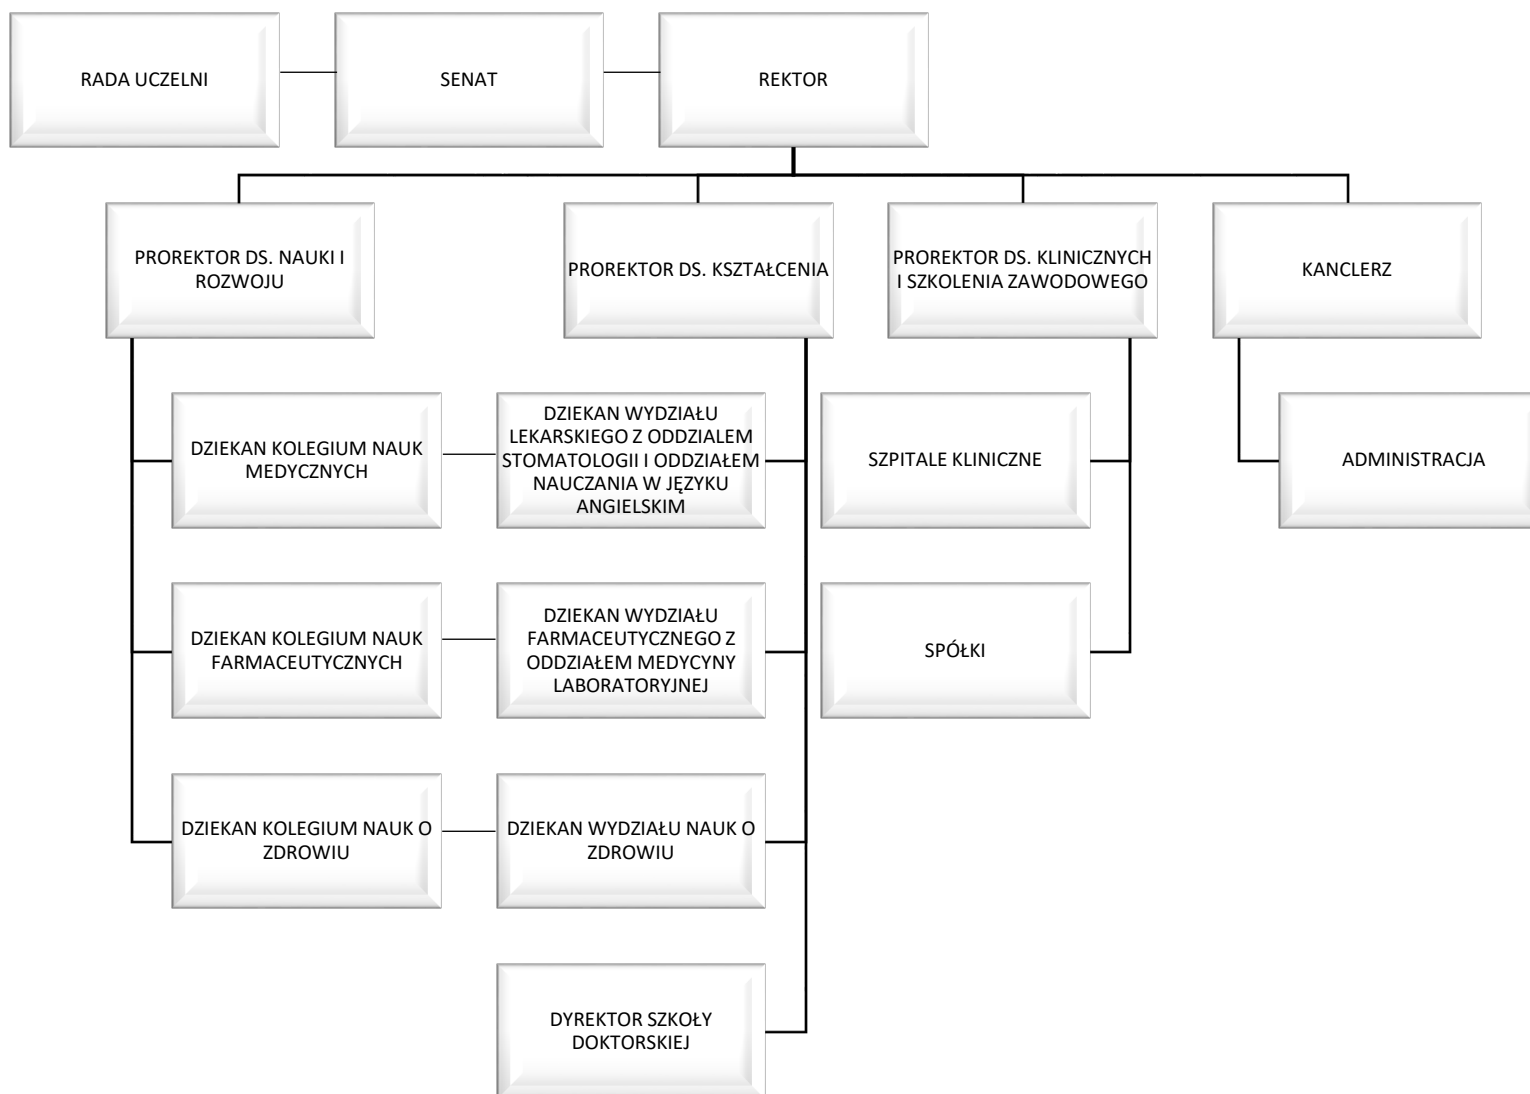 RADA UCZELNI
SENAT
REKTOR
PROREKTOR DS. NAUKI I
ROZWOJU
PROREKTOR DS. KSZTAŁCENIA
PROREKTOR DS. KLINICZNYCH
I SZKOLENIA ZAWODOWEGO
KANCLERZ
DZIEKAN KOLEGIUM NAUK
MEDYCZNYCH
DZIEKAN WYDZIAŁU
LEKARSKIEGO Z ODDZIALEM
STOMATOLOGII I ODDZIAŁEM
NAUCZANIA W JĘZYKU
ANGIELSKIM
SZPITALE KLINICZNE
ADMINISTRACJA
DZIEKAN KOLEGIUM NAUK
FARMACEUTYCZNYCH
DZIEKAN WYDZIAŁU
FARMACEUTYCZNEGO Z
ODDZIAŁEM MEDYCYNY
LABORATORYJNEJ
SPÓŁKI
DZIEKAN KOLEGIUM NAUK O
ZDROWIU
DZIEKAN WYDZIAŁU NAUK O
ZDROWIU
DYREKTOR SZKOŁY
DOKTORSKIEJ